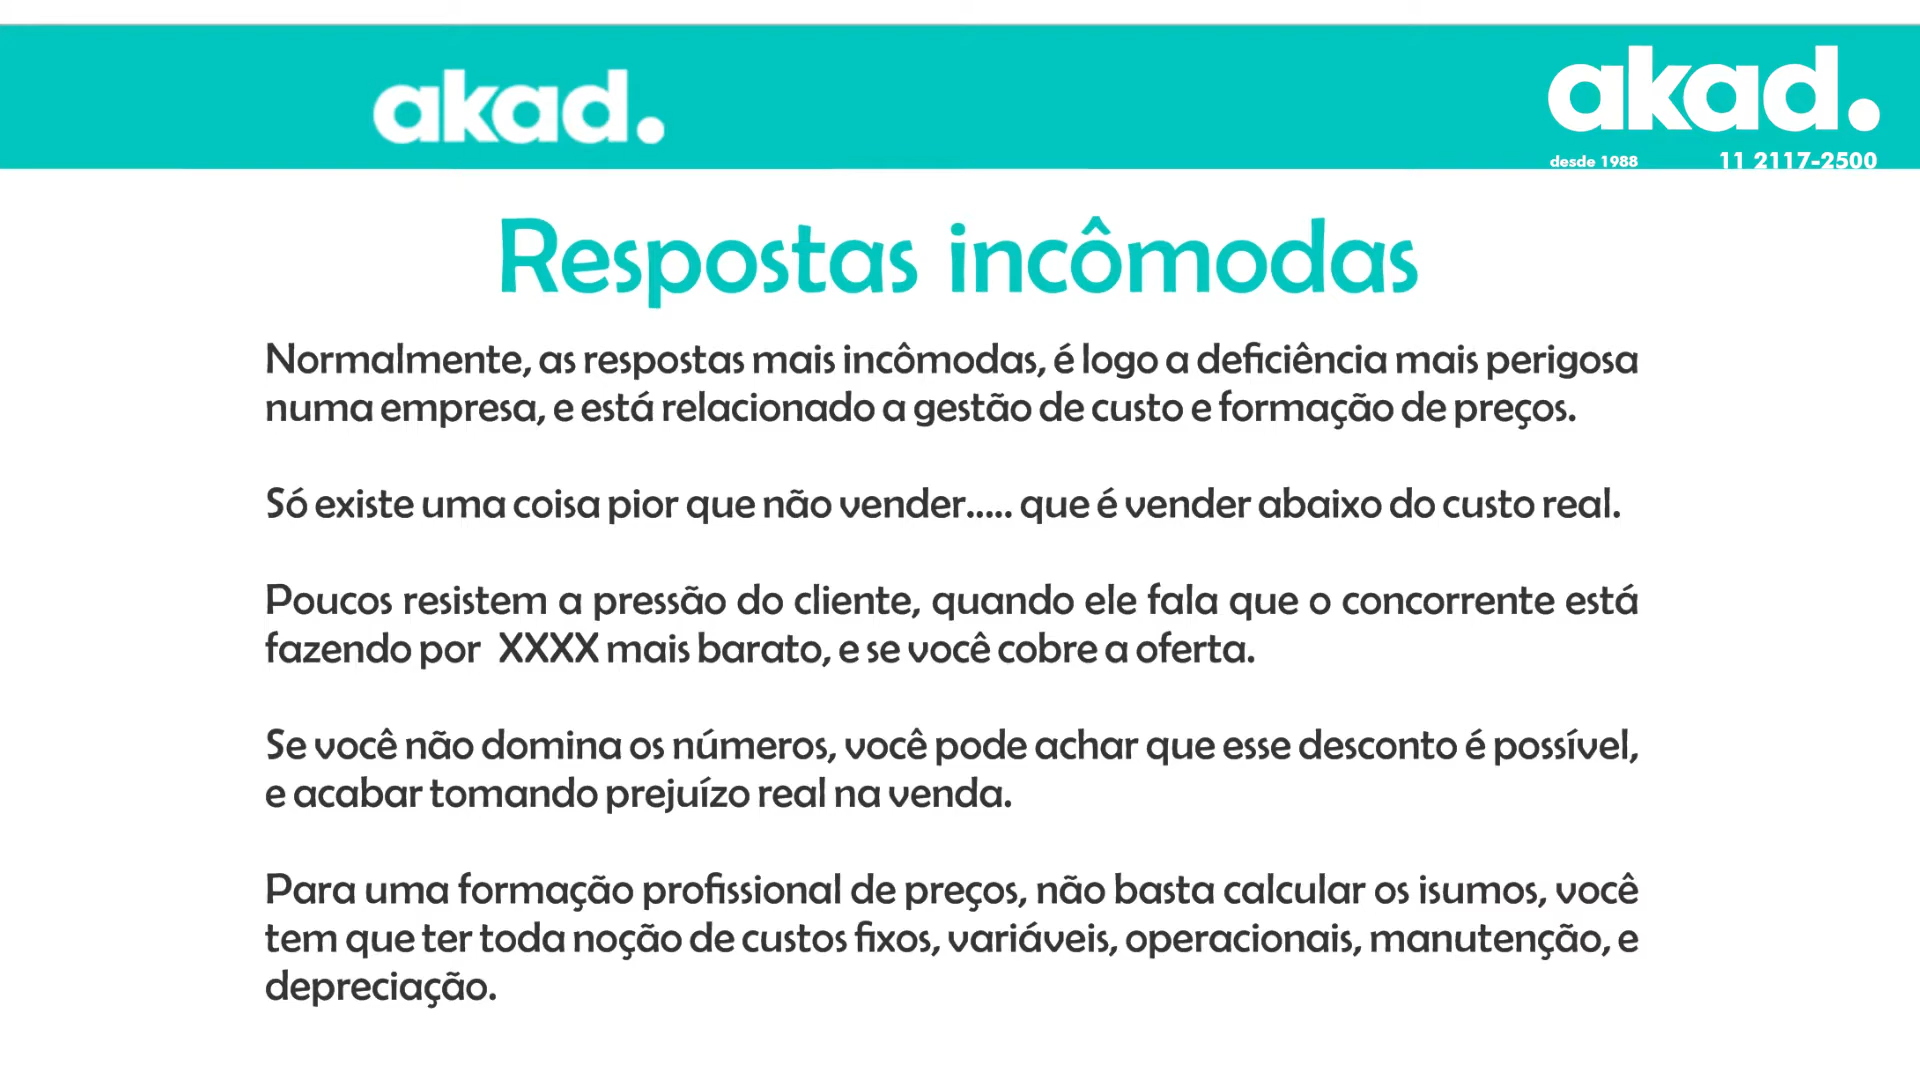 akad.
akad.
desde 1988 11 2117-2500
Respostas incômodas
Normalmente, as respostas mais incômodas, é logo a deficiência mais perigosa
numa empresa, e está relacionado a gestão de custo e formação de preços.
Só existe uma coisa pior que não vender..... que é vender abaixo do custo real.
Poucos resistem a pressão do cliente, quando ele fala que o concorrente está
fazendo por XXXX mais barato, e se você cobre a oferta.
Se você não domina os números, você pode achar que esse desconto é possível,
e acabar tomando prejuízo real na venda.
Para uma formação profissional de preços, não basta calcular os isumos, você
tem que ter toda noção de custos fixos, variáveis, operacionais, manutenção, e
depreciação.